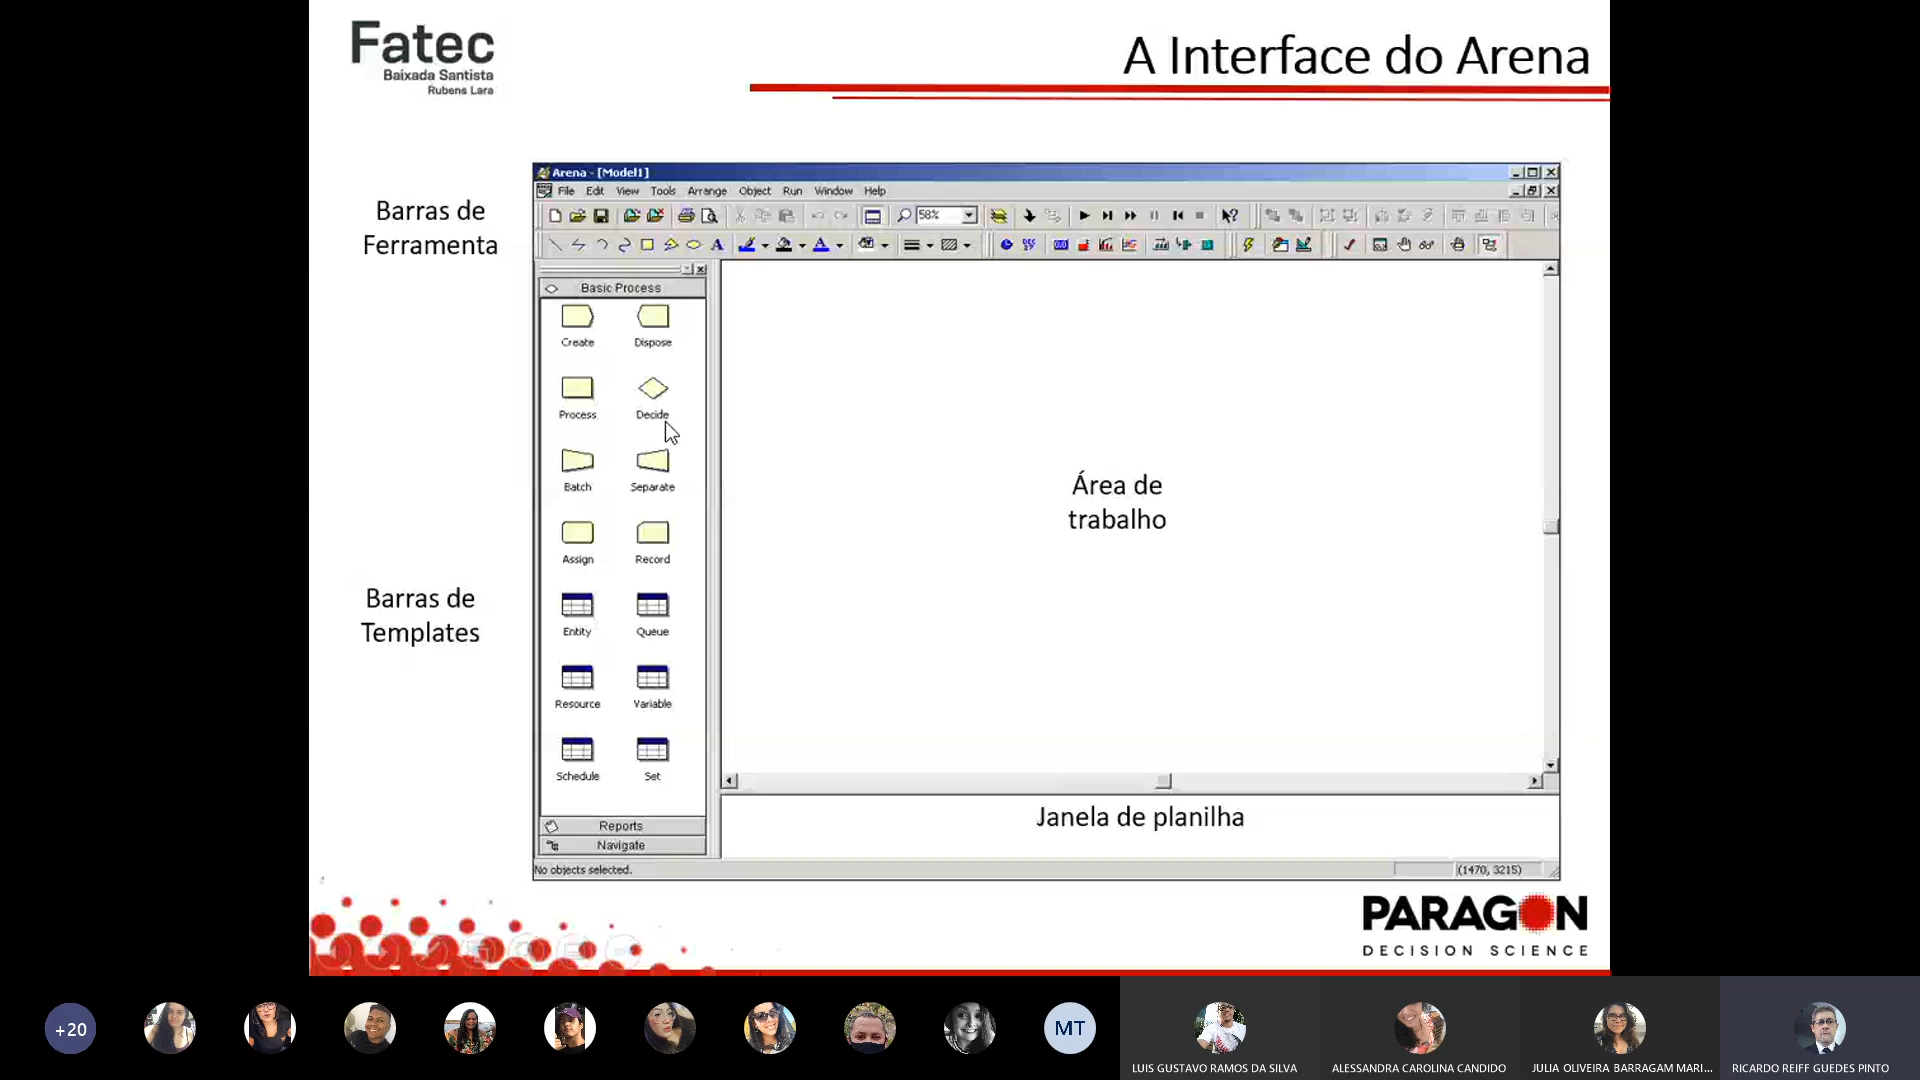 Fatec
Baixada Santista
Rubens Lara
A Interface do Arena
Barras de
Ferramenta
Arena - [Model1]
File Edit View Tools Arrange Object Run Window Help
58%
Basic Process
Create Dispose
Process Decide
Batch Separate
Assign Record
Entity Queue
Resource Variable
Schedule Set
Reports
Navigate
No objects selected.
(1470, 3215)
Área de
trabalho
Barras de
Templates
Janela de planilha
PARAGON
DECISION SCIENCE
+20
MT
LUIS GUSTAVO RAMOS DA SILVA
ALESSANDRA CAROLINA CANDIDO
JULIA OLIVEIRA BARRAGAM MARI...
RICARDO REIFF GUEDES PINTO